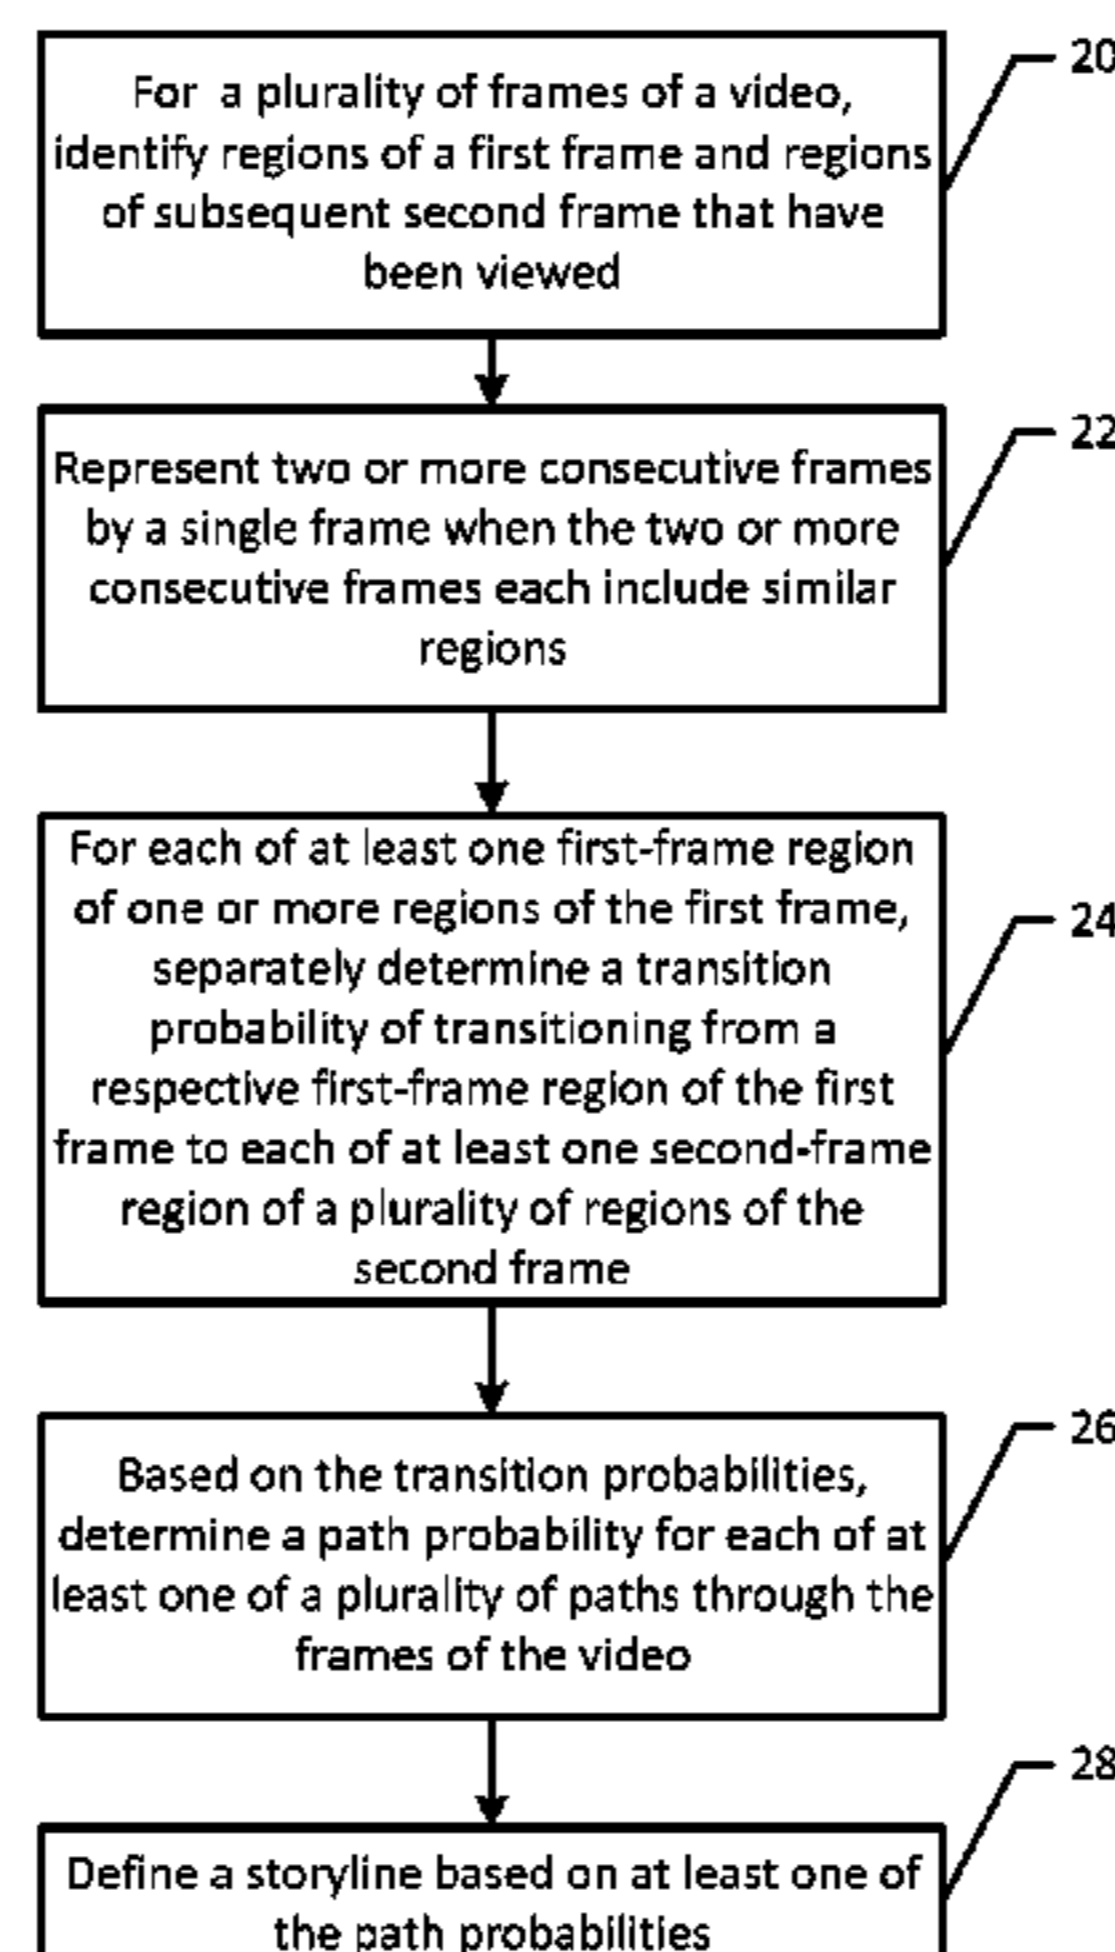 20
For a plurality of frames of a video,
identify regions of a first frame and regions
of subsequent second frame that have
been viewed
22
Represent two or more consecutive frames
by a single frame when the two or more
consecutive frames each include similar
regions
24
For each of at least one first-frame region
of one or more regions of the first frame,
separately determine a transition
probability of transitioning from a
respective first-frame region of the first
frame to each of at least one second-frame
region of a plurality of regions of the
second frame
26
Based on the transition probabilities,
determine a path probability for each of at
least one of a plurality of paths through the
frames of the video
28
Define a storyline based on at least one of
the path probabilities